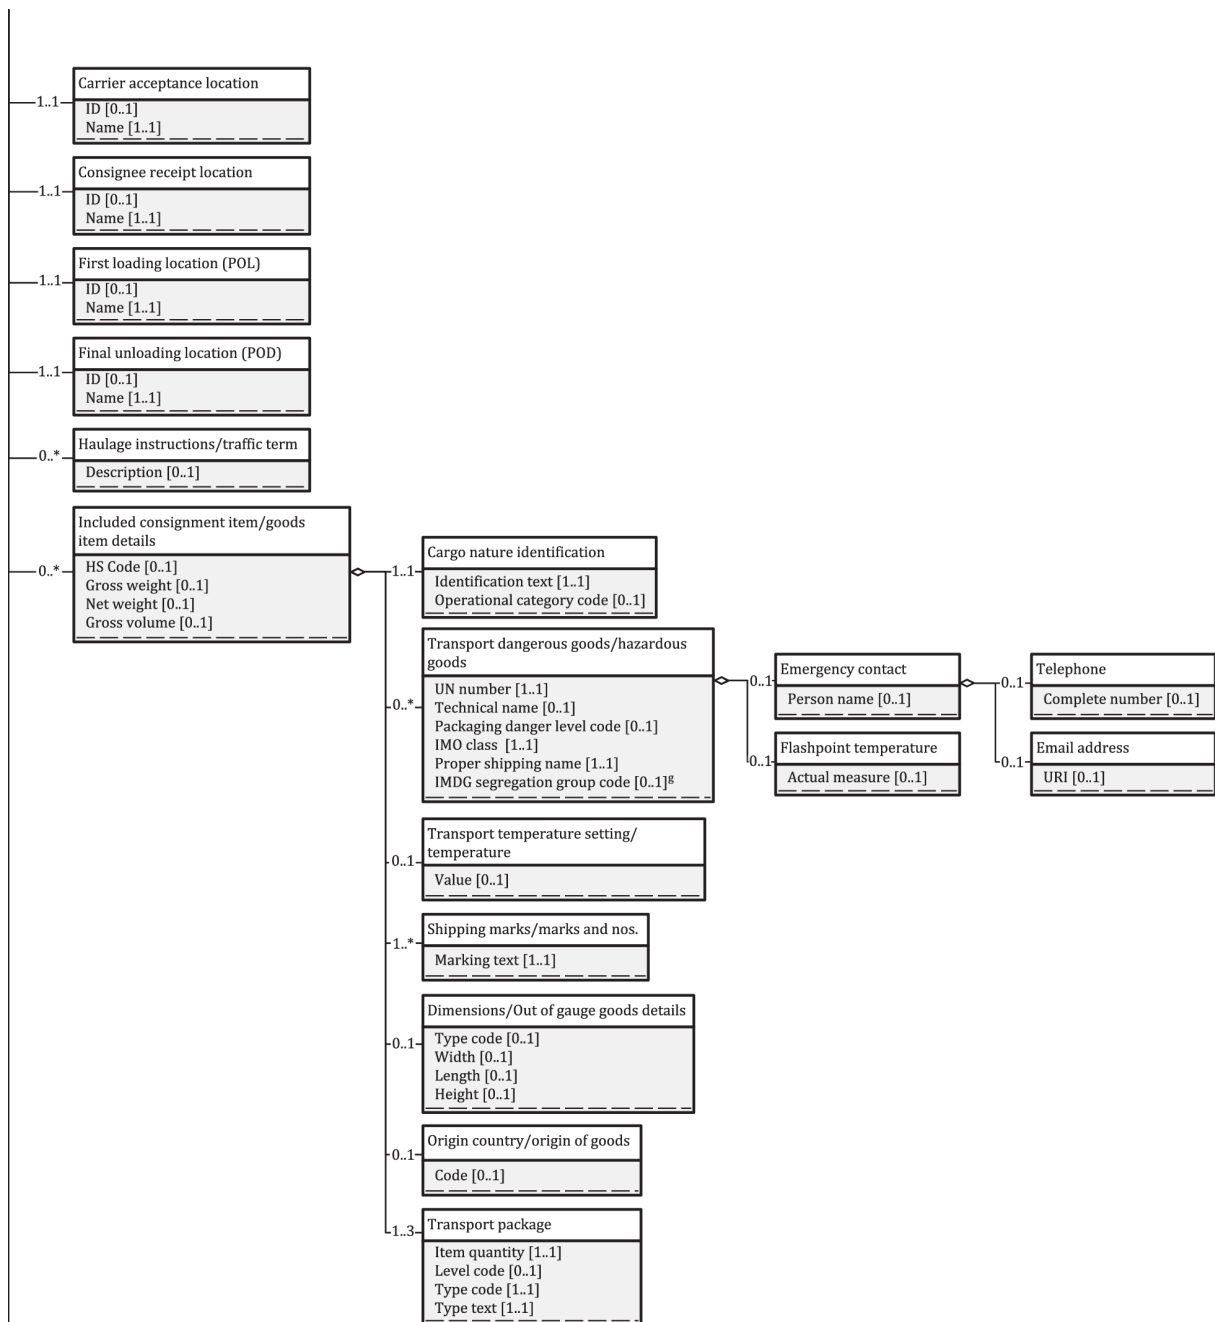 Carrier acceptance location
1..1
ID [0..1]
Name [1..1]
Consignee receipt location
1..1
ID [0..1]
Name [1..1]
First loading location (POL)
1..1
ID [0..1]
Name [1..1]
Final unloading location (POD)
1..1
ID [0..1]
Name [1..1]
Haulage instructions/traffic term
0..*
Description [0..1]
Included consignment item/goods
item details
0..*
HS Code [0..1]
Gross weight [0..1]
Net weight [0..1]
Gross volume [0..1]
Cargo nature identification
1..1
Identification text [1..1]
Operational category code [0..1]
Transport dangerous goods/hazardous
goods
0..*
UN number [1..1]
Technical name [0..1]
Packaging danger level code [0..1]
IMO class [1..1]
Proper shipping name [1..1]
IMDG segregation group code [0..1]g
Emergency contact
0..1
Person name [0..1]
Telephone
0..1
Complete number [0..1]
Flashpoint temperature
0..1
Actual measure [0..1]
Email address
0..1
URI [0..1]
Transport temperature setting/
temperature
0..1
Value [0..1]
Shipping marks/marks and nos.
1..*
Marking text [1..1]
Dimensions/Out of gauge goods details
0..1
Type code [0..1]
Width [0..1]
Length [0..1]
Height [0..1]
Origin country/origin of goods
0..1
Code [0..1]
Transport package
1..3
Item quantity [1..1]
Level code [0..1]
Type code [1..1]
Type text [1..1]